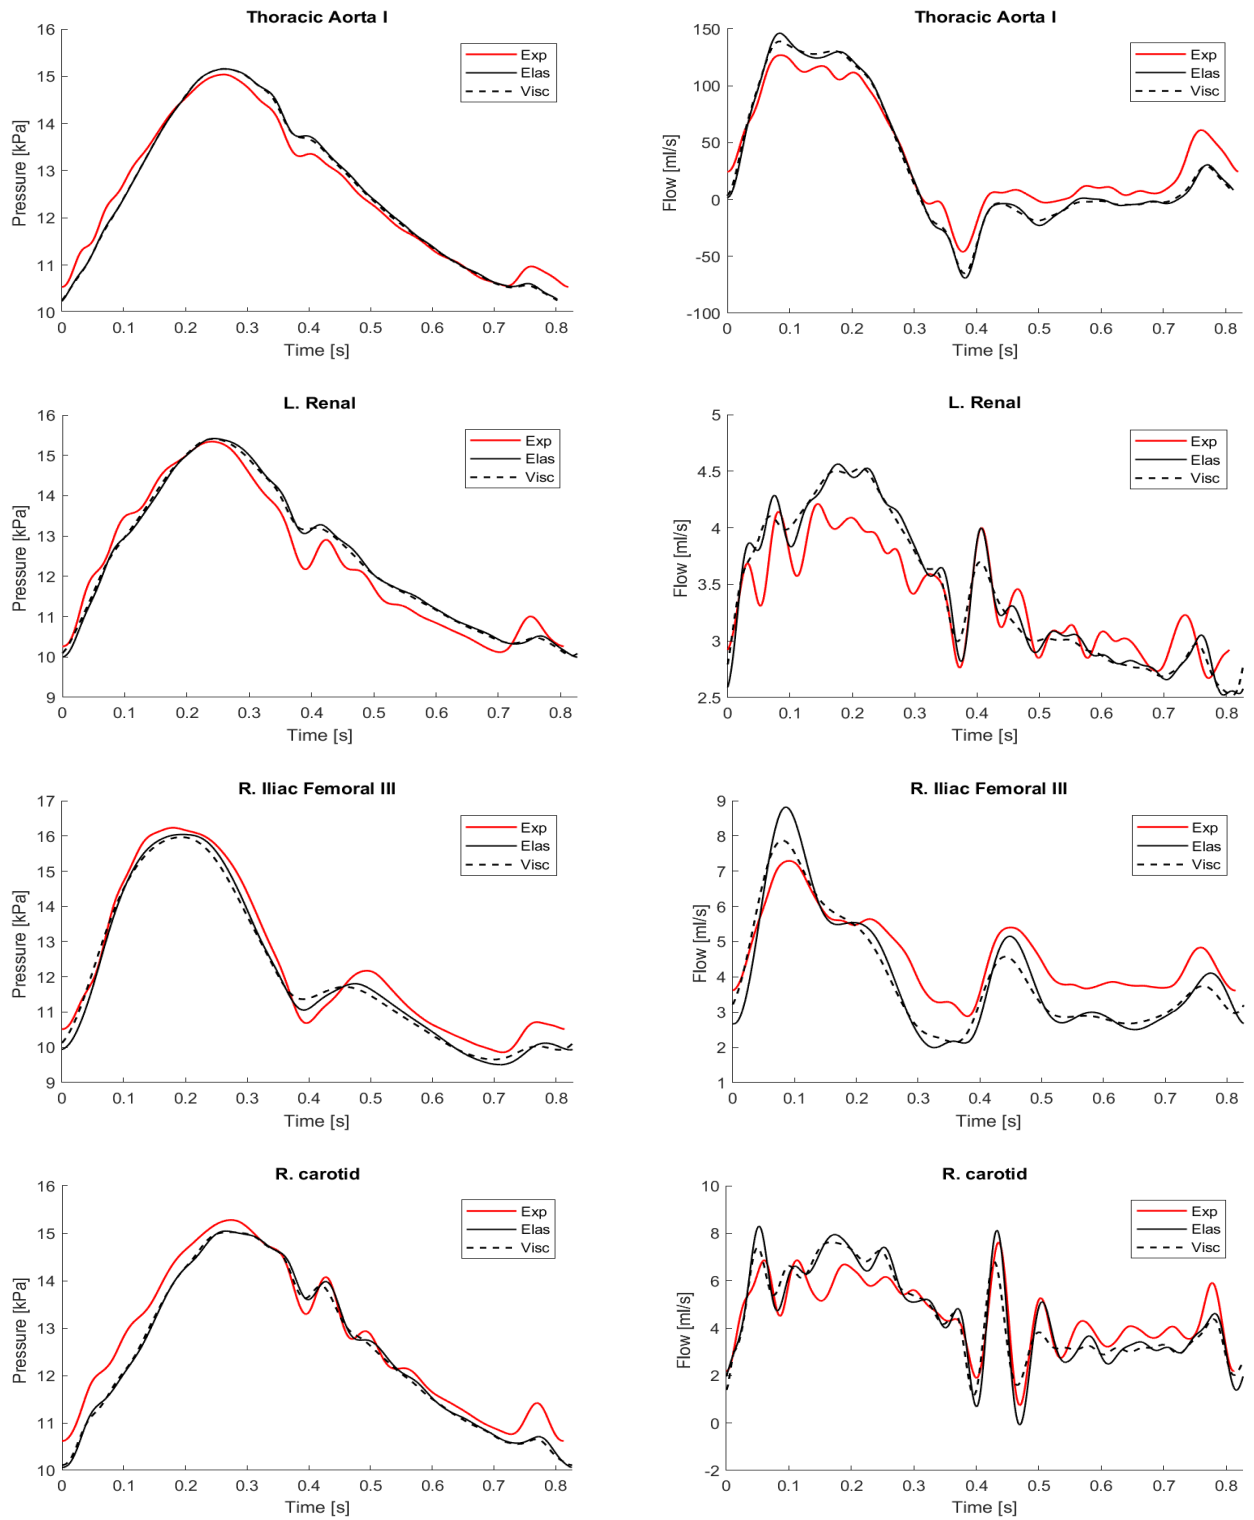 Thoracic Aorta I
Pressure [kPa]
16
15
14
13
12
11
10
0 0.1 0.2 0.3 0.4 0.5 0.6 0.7 0.8
Time [s]
Exp
Elas
Visc
Thoracic Aorta I
Flow [ml/s]
150
100
50
0
-50
-100
0 0.1 0.2 0.3 0.4 0.5 0.6 0.7 0.8
Time [s]
Exp
Elas
Visc
L. Renal
Pressure [kPa]
16
15
14
13
12
11
10
9
0 0.1 0.2 0.3 0.4 0.5 0.6 0.7 0.8
Time [s]
Exp
Elas
Visc
L. Renal
Flow [ml/s]
5
4.5
4
3.5
3
2.5
0 0.1 0.2 0.3 0.4 0.5 0.6 0.7 0.8
Time [s]
Exp
Elas
Visc
R. Iliac Femoral III
Pressure [kPa]
17
16
15
14
13
12
11
10
9
0 0.1 0.2 0.3 0.4 0.5 0.6 0.7 0.8
Time [s]
Exp
Elas
Visc
R. Iliac Femoral III
Flow [ml/s]
9
8
7
6
5
4
3
2
1
0 0.1 0.2 0.3 0.4 0.5 0.6 0.7 0.8
Time [s]
Exp
Elas
Visc
R. carotid
Pressure [kPa]
16
15
14
13
12
11
10
0 0.1 0.2 0.3 0.4 0.5 0.6 0.7 0.8
Time [s]
Exp
Elas
Visc
R. carotid
Flow [ml/s]
10
8
6
4
2
0
-2
0 0.1 0.2 0.3 0.4 0.5 0.6 0.7 0.8
Time [s]
Exp
Elas
Visc